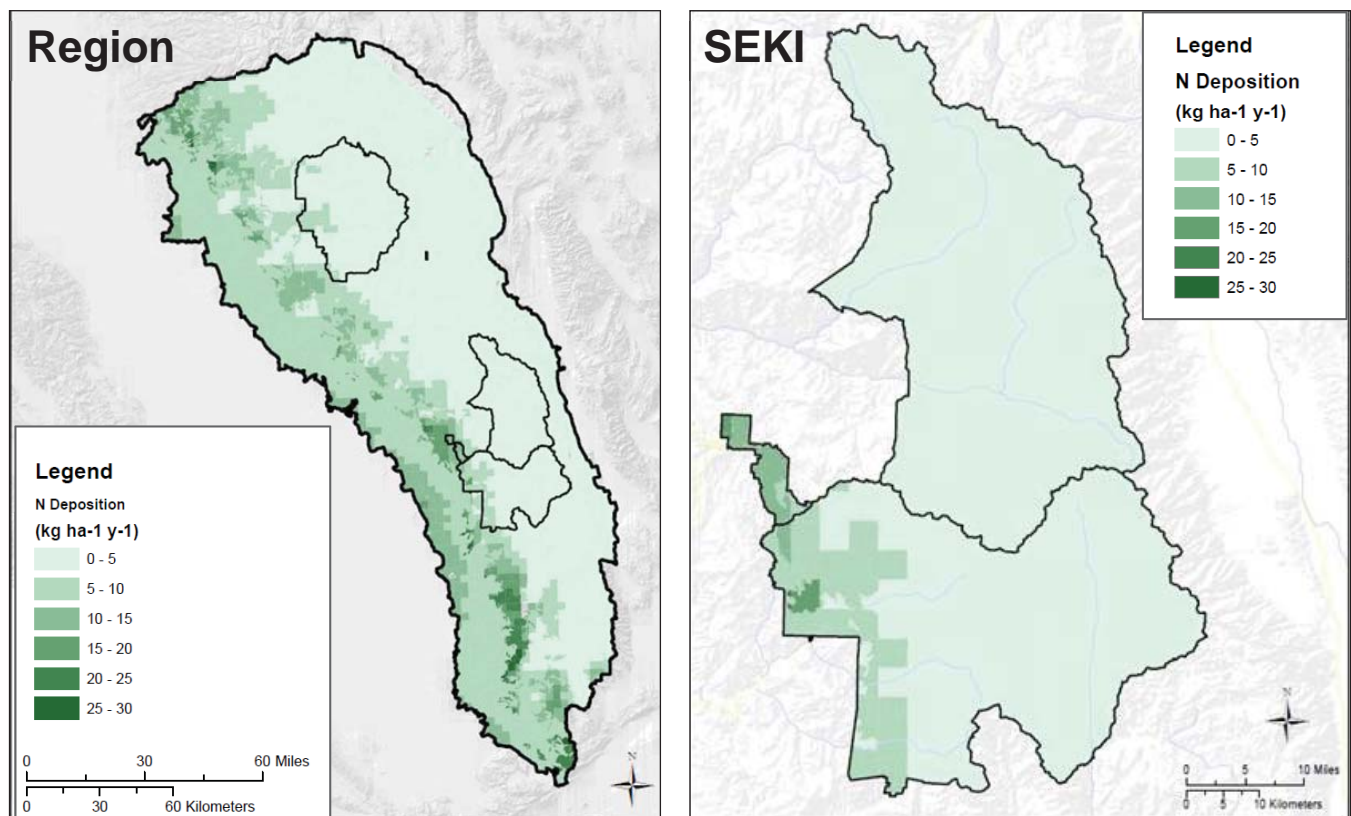 Region
Legend
N Deposition
(kg ha-1 y-1)
0 - 5
5 - 10
10 - 15
15 - 20
20 - 25
25 - 30
0 30 60 Miles
0 30 60 Kilometers
N
SEKI
Legend
N Deposition
(kg ha-1 y-1)
0 - 5
5 - 10
10 - 15
15 - 20
20 - 25
25 - 30
N
0 5 10 Miles
0 5 10 Kilometers